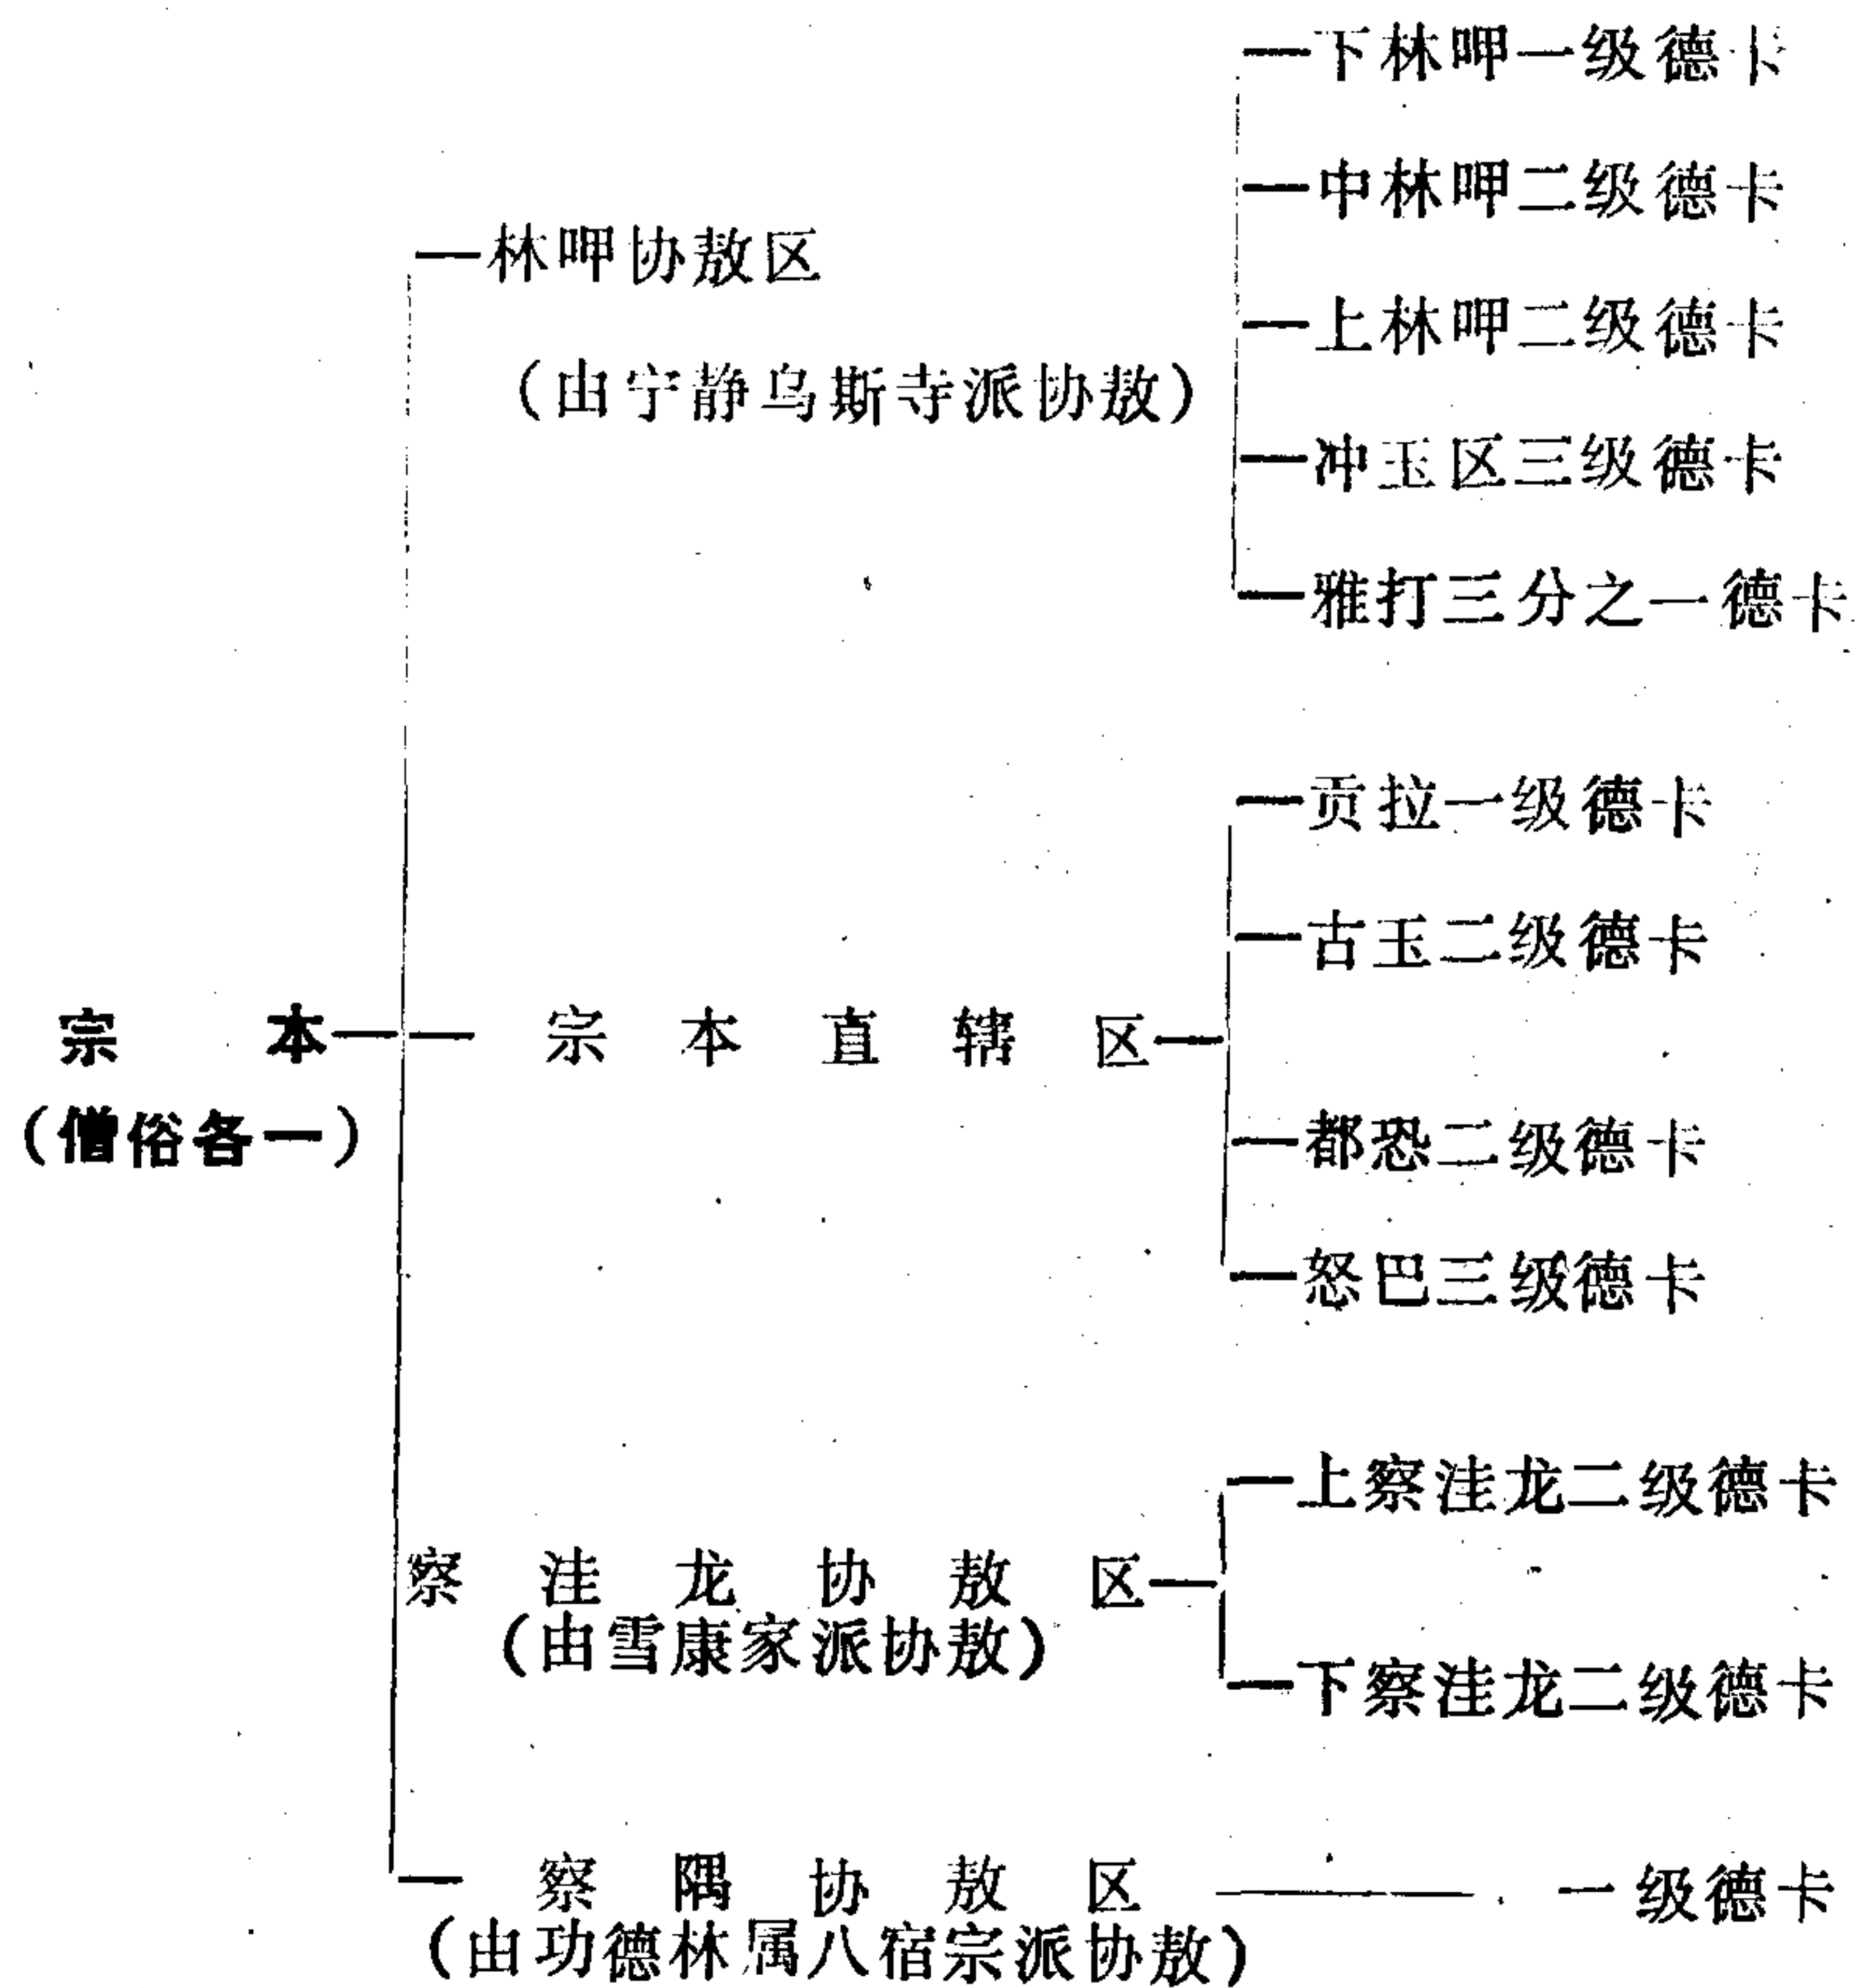 宗本
(僧俗各一)
林呷协敖区
(由宁静乌斯寺派协敖)
下林呷一级德卡
中林呷二级德卡
上林呷二级德卡
冲玉区三级德卡
雅打三分之一德卡
宗本直辖区
贡拉一级德卡
古玉二级德卡
都恐二级德卡
怒巴三级德卡
察洼龙协敖区
(由雪康家派协敖)
上察洼龙二级德卡
下察洼龙二级德卡
察隅协敖区
(由功德林属八宿宗派协敖)
一级德卡